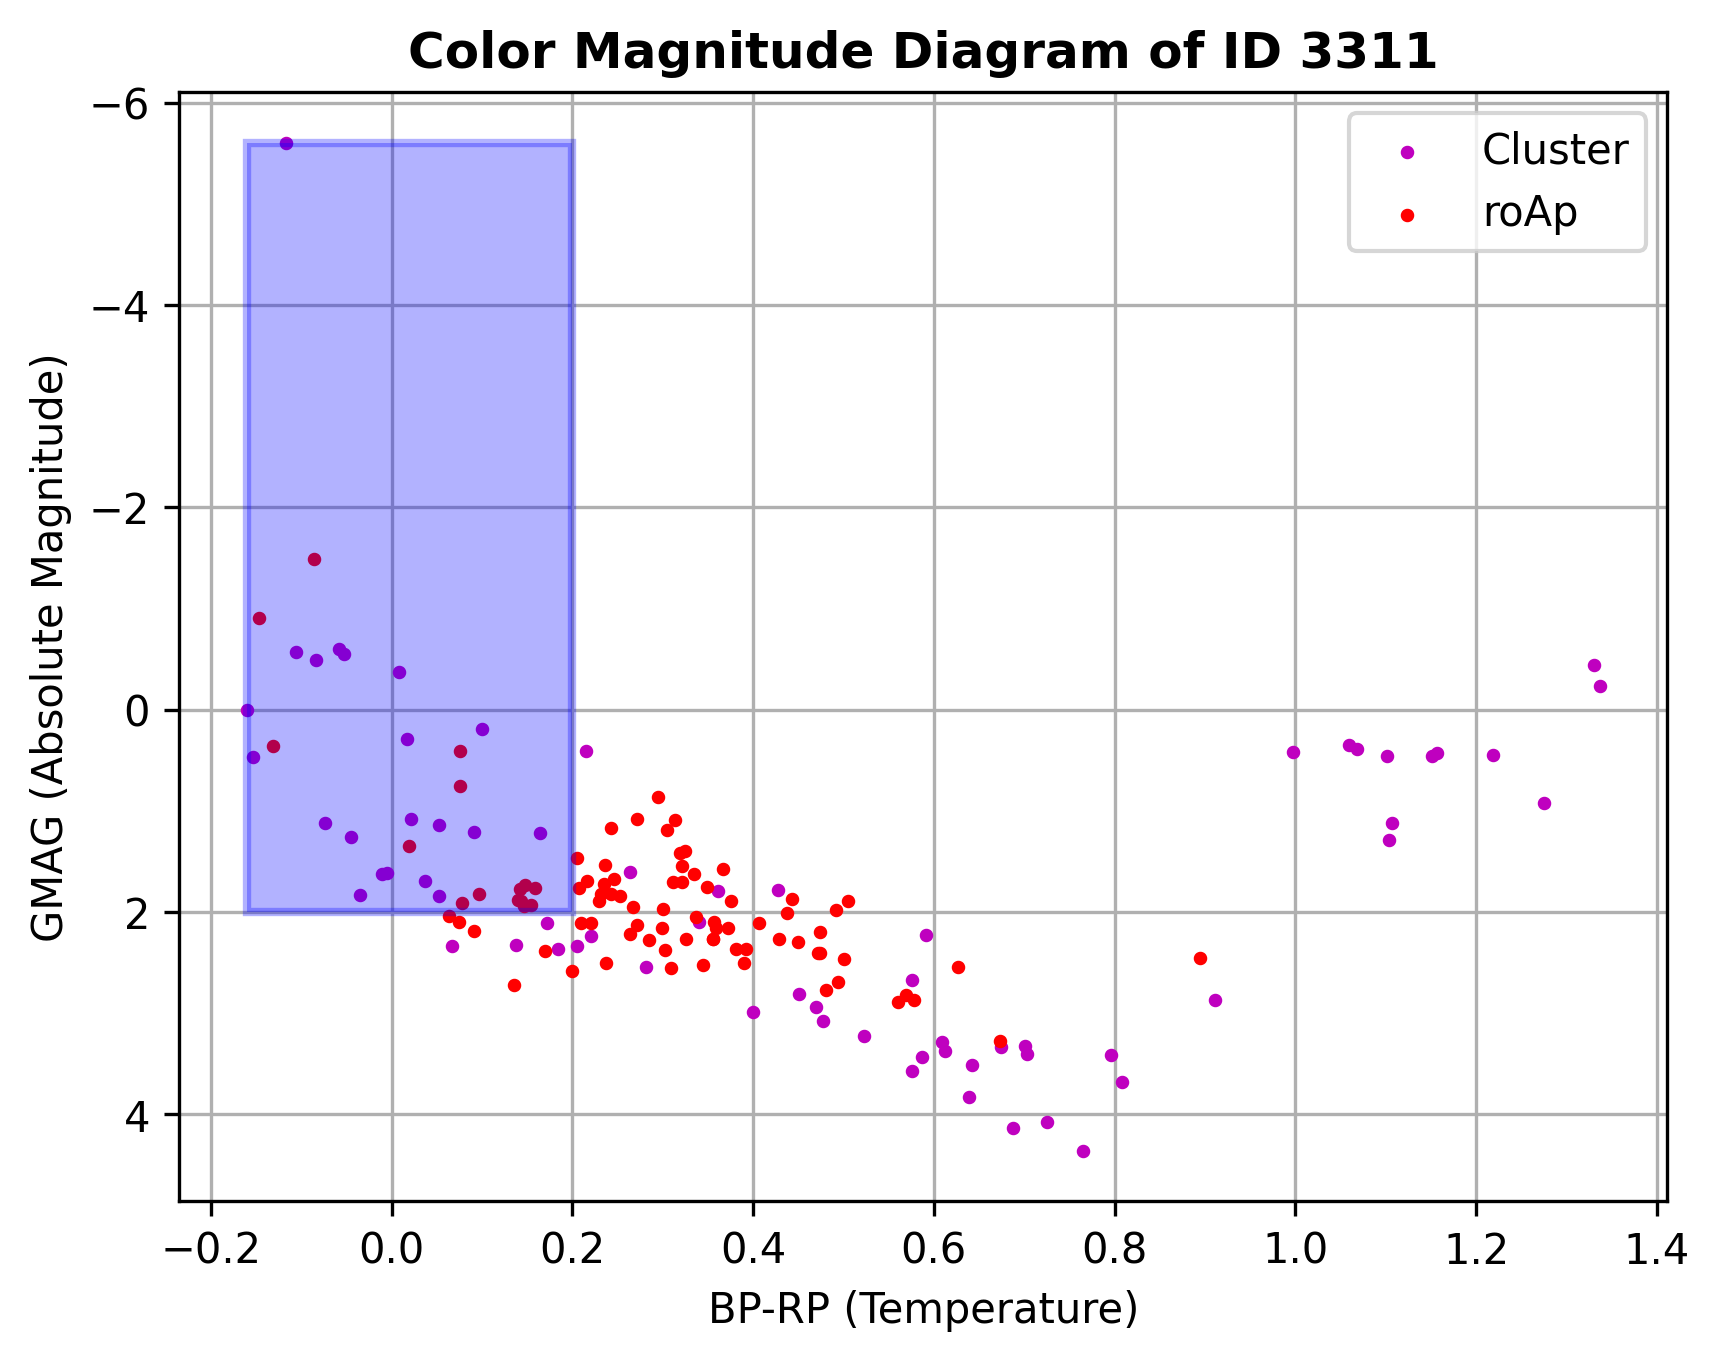 Color Magnitude Diagram of ID 3311
Cluster
roAp
GMAG (Absolute Magnitude)
−6
−4
−2
0
2
4
−0.2 0.0 0.2 0.4 0.6 0.8 1.0 1.2 1.4
BP-RP (Temperature)